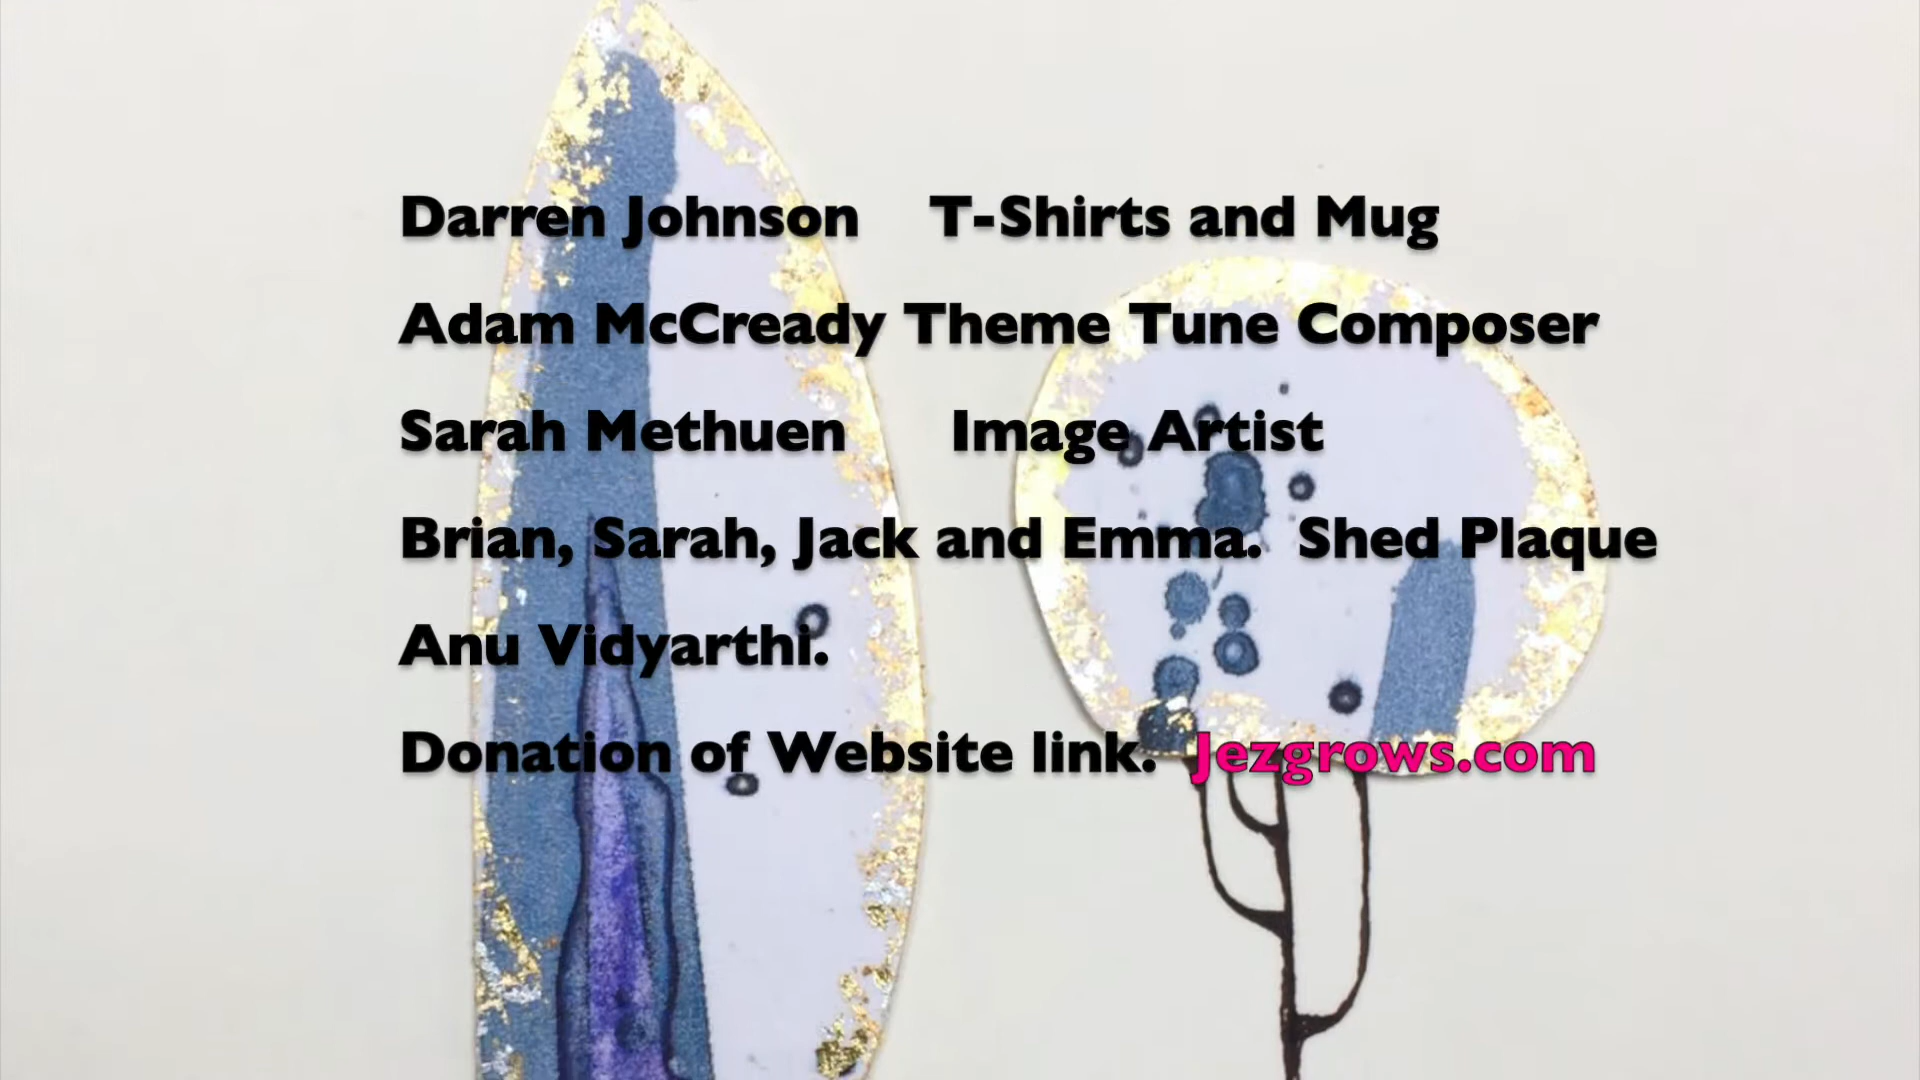 Darren Johnson T-Shirts and Mug
Adam McCready Theme Tune Composer
Sarah Methuen Image Artist
Brian, Sarah, Jack and Emma. Shed Plaque
Anu Vidyarthi.
Donation of Website link. Jezgrows.com